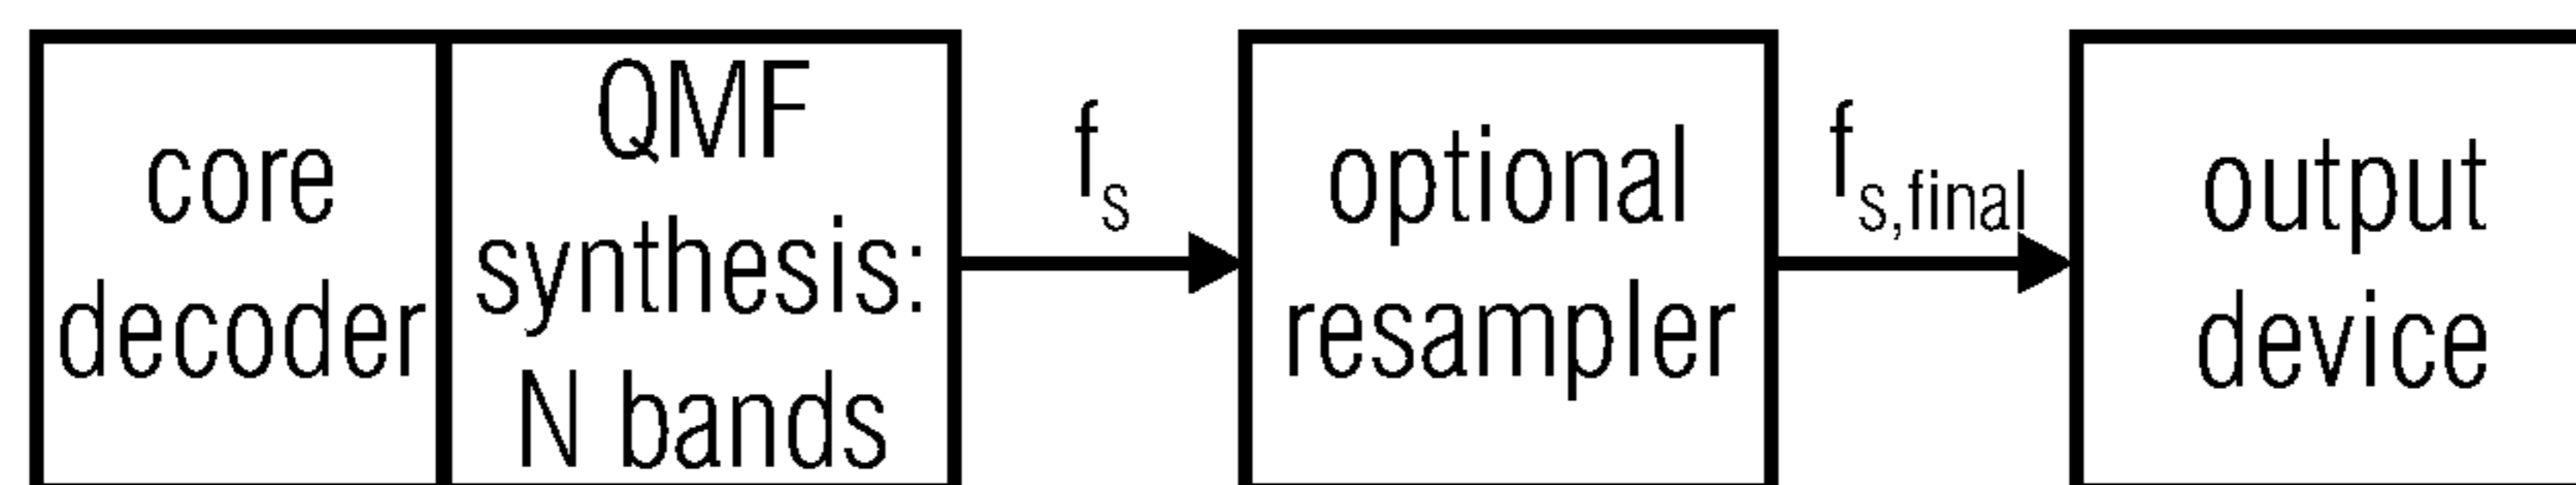 core
decoder
QMF
synthesis:
N bands
fs
optional
resampler
fs,final
output
device